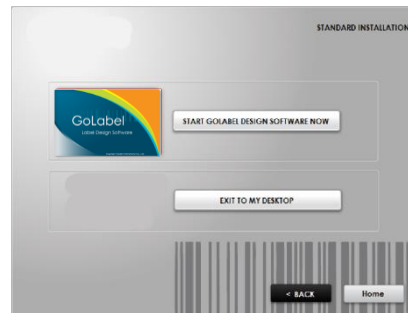 STANDARD INSTALLATION
GoLabel
Label Design Software
START GOLABEL DESIGN SOFTWARE NOW
EXIT TO MY DESKTOP
< BACK
Home